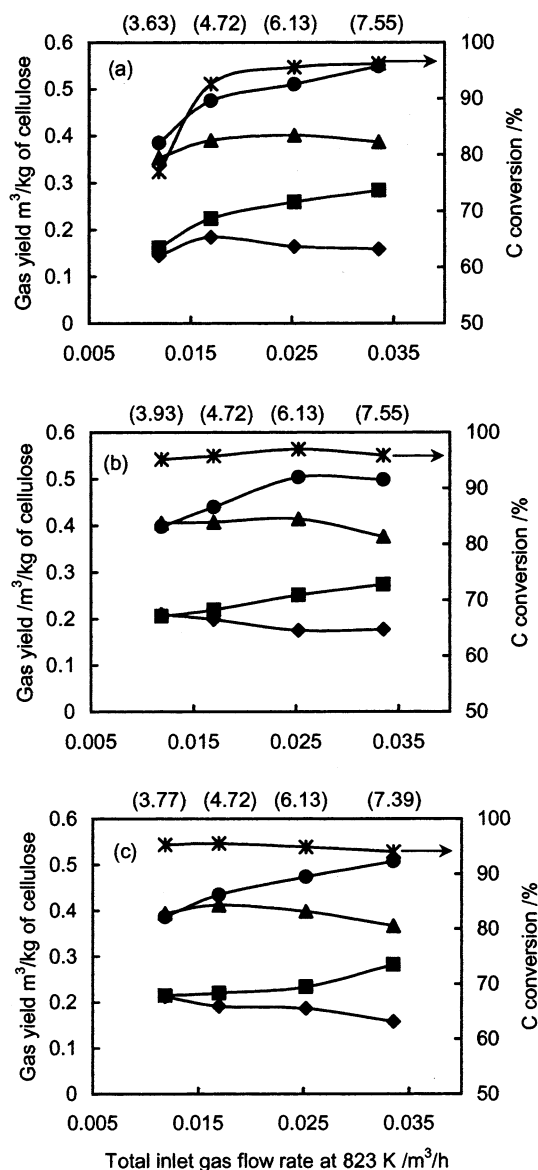 (3.63) (4.72) (6.13) (7.55)
0.6 100
(a)
0.5 90
0.4 80
0.3 70
0.2 60
0.1 50
0
Gas yield m³/kg of cellulose
C conversion /%
0.005 0.015 0.025 0.035
(3.93) (4.72) (6.13) (7.55)
0.6 100
(b)
0.5 90
0.4 80
0.3 70
0.2 60
0.1 50
0
Gas yield /m³/kg of cellulose
C conversion /%
0.005 0.015 0.025 0.035
(3.77) (4.72) (6.13) (7.39)
0.6 100
(c)
0.5 90
0.4 80
0.3 70
0.2 60
0.1 50
0
Gas yield m³/kg of cellulose
C conversion /%
0.005 0.015 0.025 0.035
Total inlet gas flow rate at 823 K /m³/h